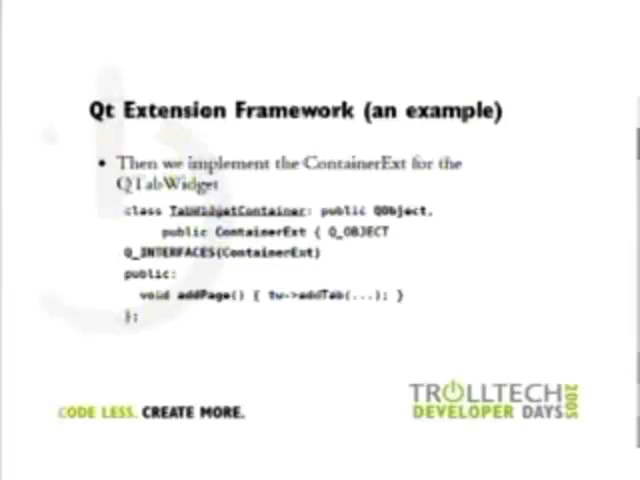 Qt Extension Framework (an example)
• Then we implement the ContainerExt for the
QTabWidget
class TabWidgetContainer: public QObject,
public ContainerExt { Q_OBJECT
Q_INTERFACES(ContainerExt)
public:
void addPage() { tw->addTab(...); }
};
CODE LESS. CREATE MORE.
TROLLTECH
DEVELOPER DAYS 2005